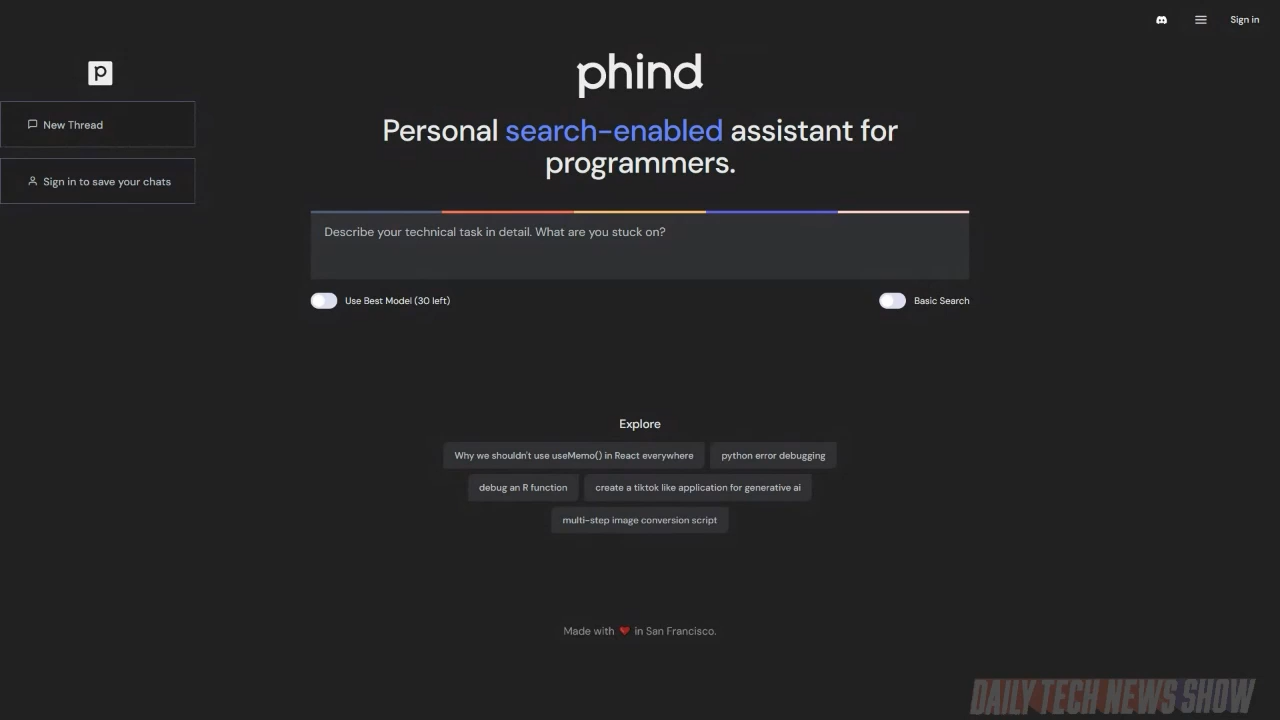 Sign in
p
phind
New Thread
Personal search-enabled assistant for
programmers.
Sign in to save your chats
Describe your technical task in detail. What are you stuck on?
Use Best Model (30 left)
Basic Search
Explore
Why we shouldn't use useMemo() in React everywhere
python error debugging
debug an R function
create a tiktok like application for generative ai
multi-step image conversion script
Made with ❤ in San Francisco.
DAILY TECH NEWS SHOW